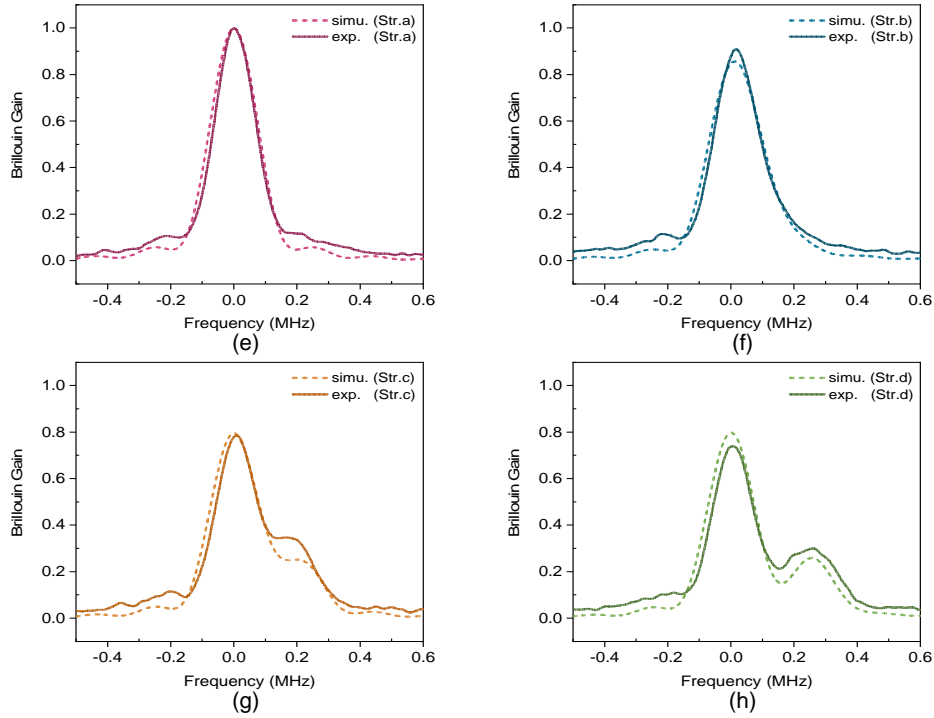 simu. (Str.a)
exp. (Str.a)
1.0
0.8
0.6
0.4
0.2
0.0
Brillouin Gain
-0.4 -0.2 0.0 0.2 0.4 0.6
Frequency (MHz)
(e)
simu. (Str.b)
exp. (Str.b)
1.0
0.8
0.6
0.4
0.2
0.0
Brillouin Gain
-0.4 -0.2 0.0 0.2 0.4 0.6
Frequency (MHz)
(f)
simu. (Str.c)
exp. (Str.c)
1.0
0.8
0.6
0.4
0.2
0.0
Brillouin Gain
-0.4 -0.2 0.0 0.2 0.4 0.6
Frequency (MHz)
(g)
simu. (Str.d)
exp. (Str.d)
1.0
0.8
0.6
0.4
0.2
0.0
Brillouin Gain
-0.4 -0.2 0.0 0.2 0.4 0.6
Frequency (MHz)
(h)